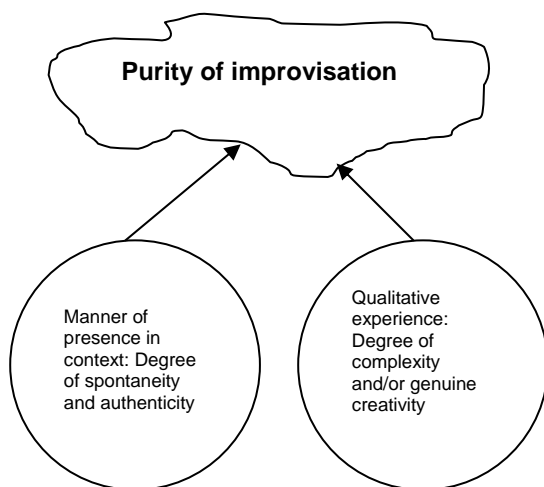 Purity of improvisation
Manner of
presence in
context: Degree
of spontaneity
and authenticity
Qualitative
experience:
Degree of
complexity
and/or genuine
creativity